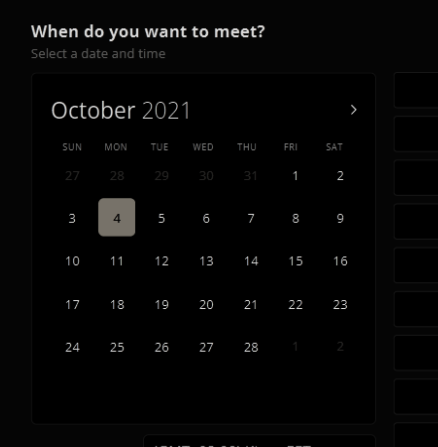 When do you want to meet?
Select a date and time
October 2021
SUN MON TUE WED THU FRI SAT
27 28 29 30 31 1 2
3 4 5 6 7 8 9
10 11 12 13 14 15 16
17 18 19 20 21 22 23
24 25 26 27 28 1 2